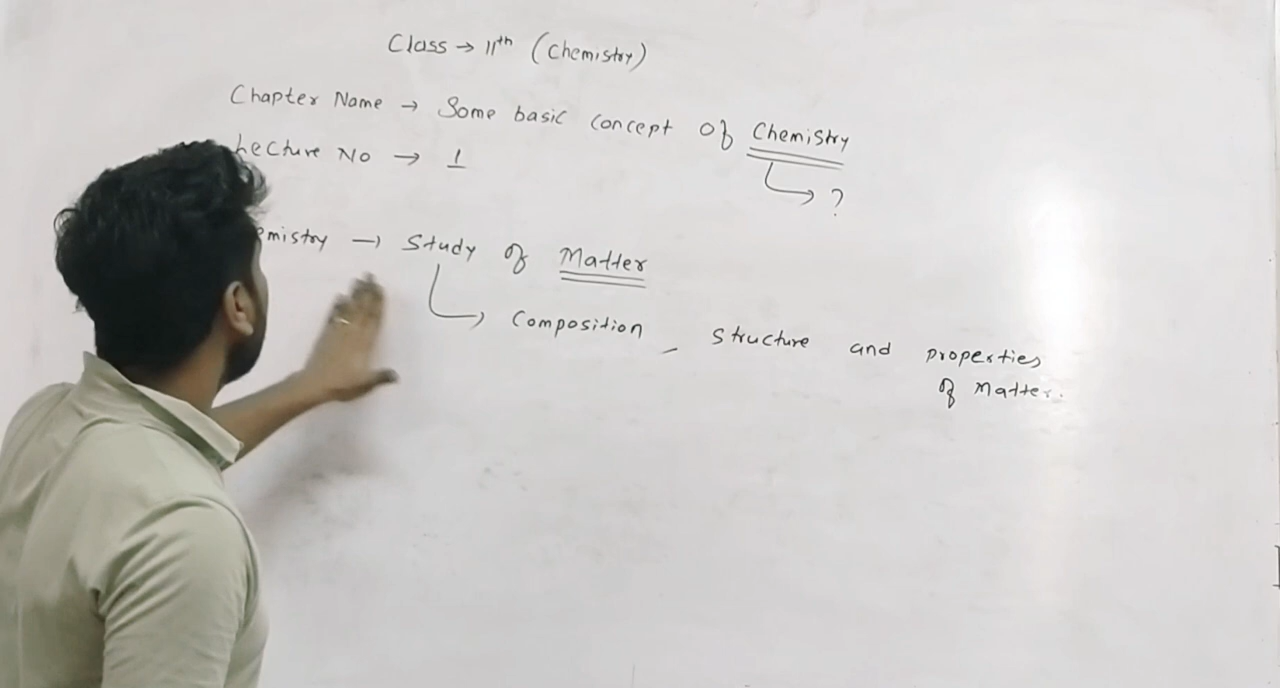 Class → 11th (Chemistry)
Chapter Name → Some basic concept of Chemistry
Lecture No → 1
→ ?
emistry → Study of Matter
→ Composition, structure and properties
of Matter.